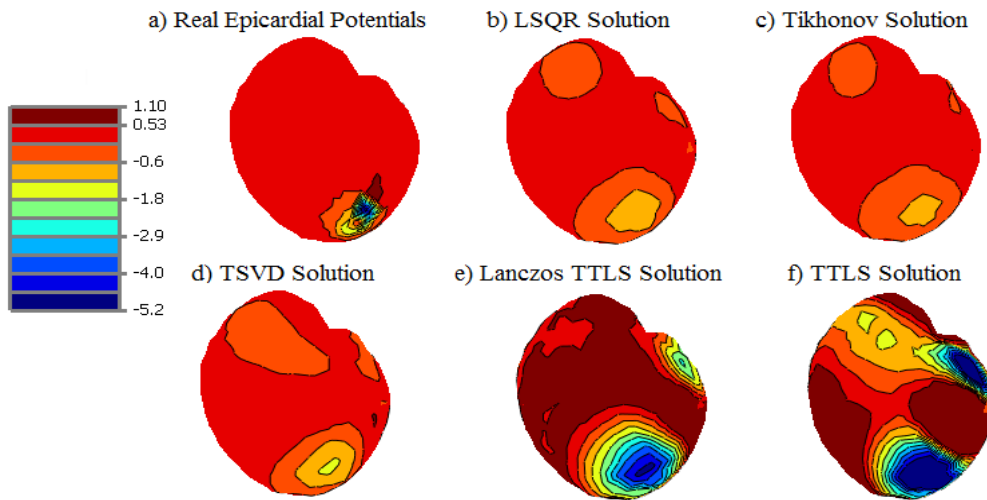 a) Real Epicardial Potentials
b) LSQR Solution
c) Tikhonov Solution
1.10
0.53
-0.6
-1.8
-2.9
-4.0
-5.2
d) TSVD Solution
e) Lanczos TTLS Solution
f) TTLS Solution